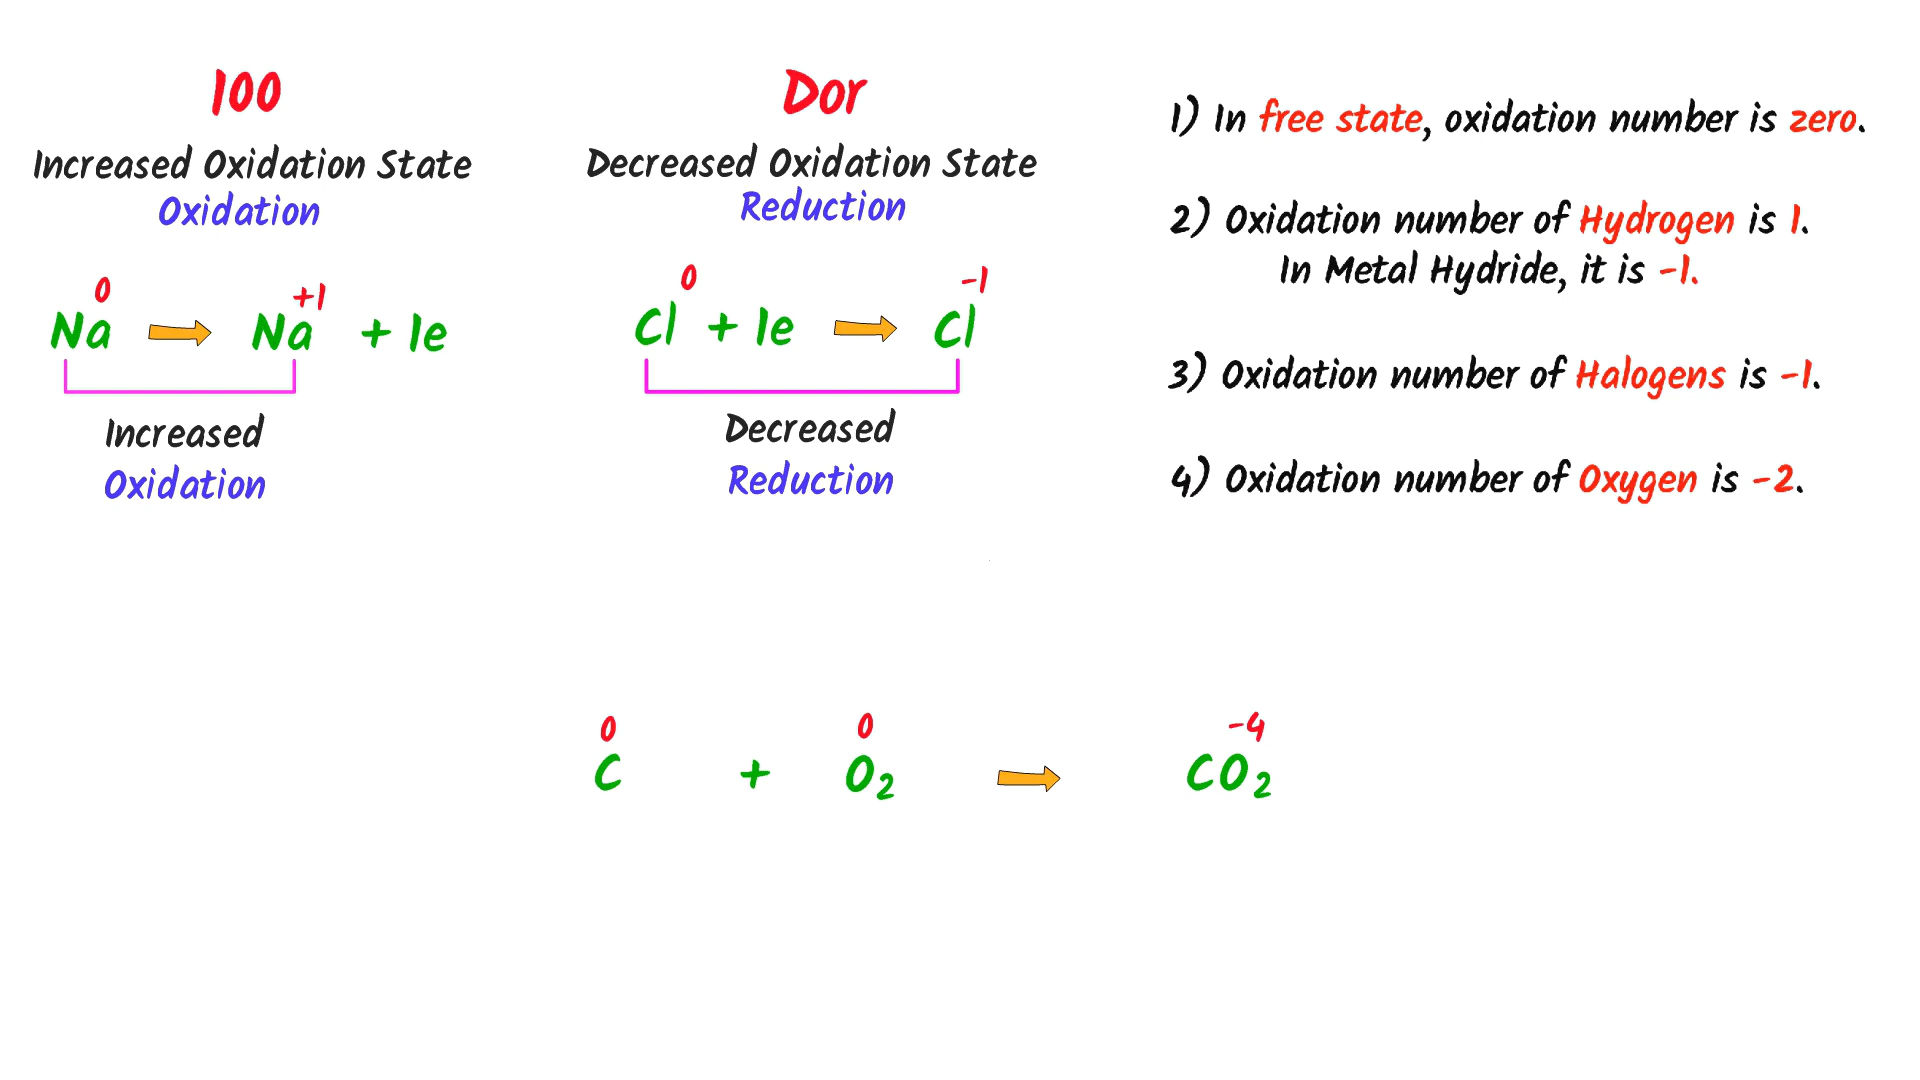 100
Increased Oxidation State
Oxidation
0 +1
Na Na + 1e
Increased
Oxidation
Dor
Decreased Oxidation State
Reduction
0 -1
Cl + 1e Cl
Decreased
Reduction
1) In free state, oxidation number is zero.
2) Oxidation number of Hydrogen is 1.
In Metal Hydride, it is -1.
3) Oxidation number of Halogens is -1.
4) Oxidation number of Oxygen is -2.
0 0 -4
C + O₂ CO₂